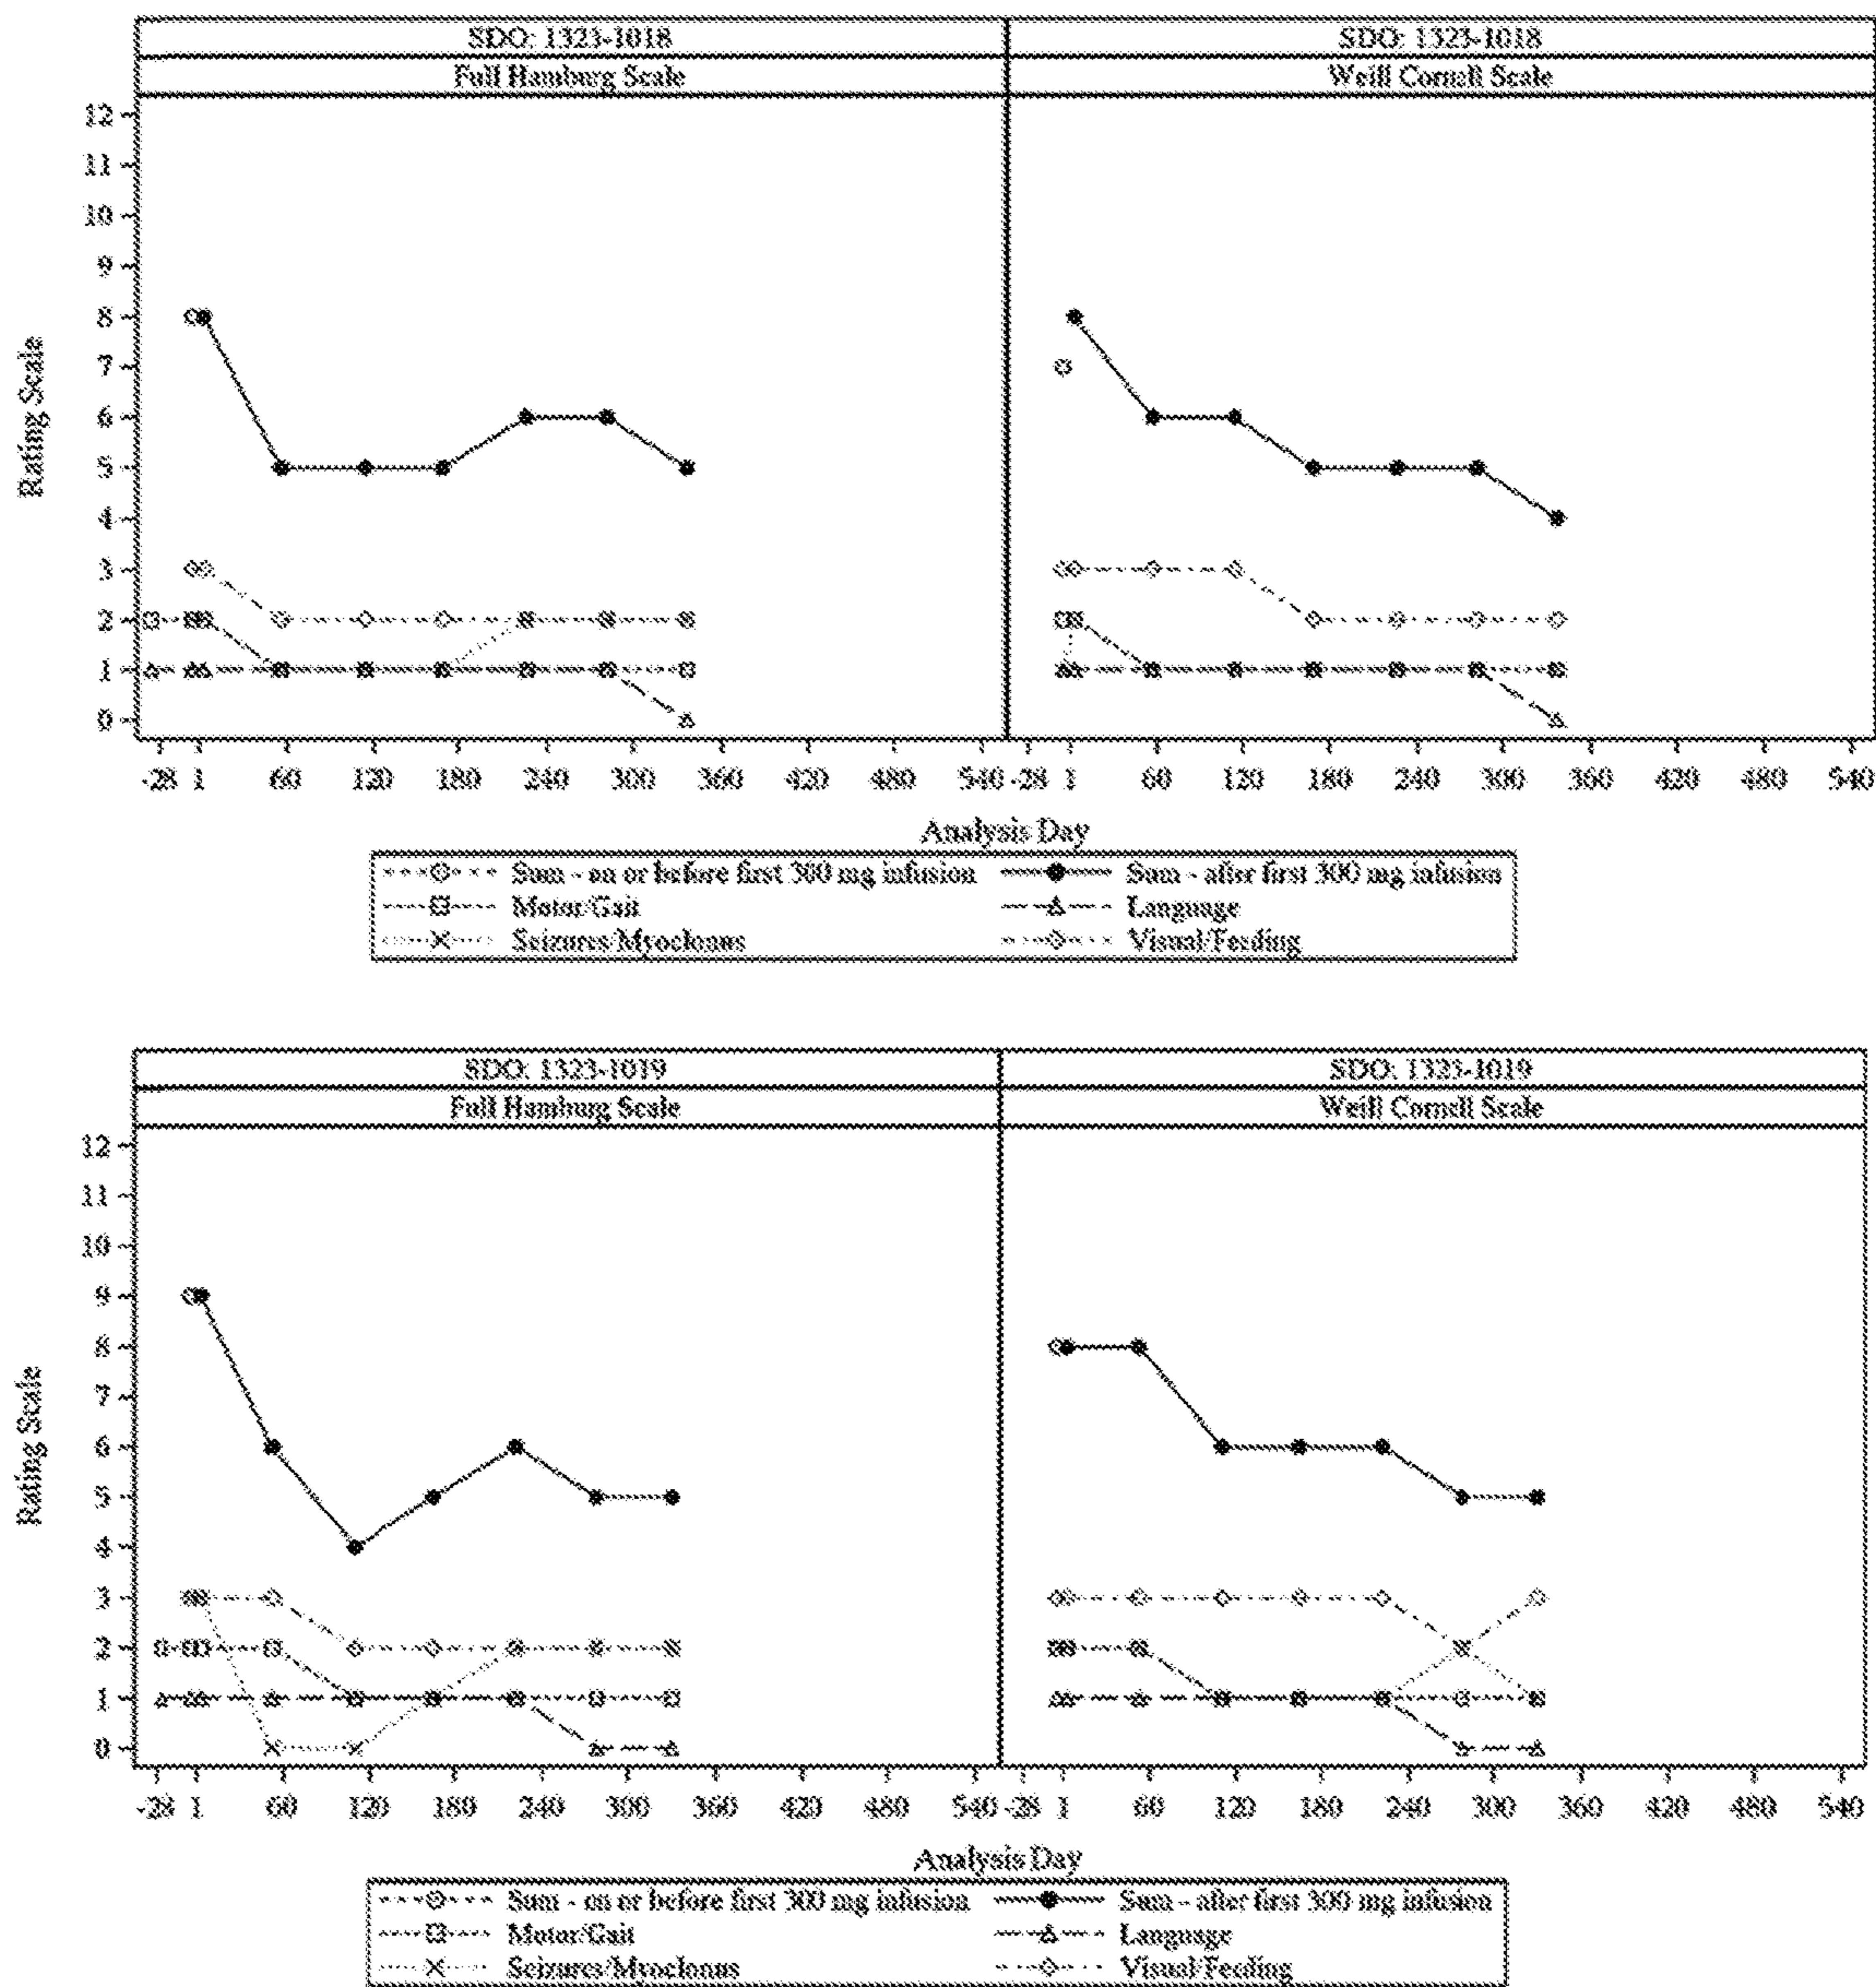 SDO: 1323-1018 SDO: 1323-1018
Full Hamburg Scale Weill Cornell Scale
12
11
10
9
8
7
6
5
4
3
2
1
0
Rating Scale
-28 1 60 120 180 240 300 360 420 480 540 -28 1 60 120 180 240 300 360 420 480 540
Analysis Day
Sum - on or before first 300 mg infusion Sum - after first 300 mg infusion
Motor/Gait Language
Seizures/Myoclonus Visual/Feeding
SDO: 1323-1019 SDO: 1323-1019
Full Hamburg Scale Weill Cornell Scale
12
11
10
9
8
7
6
5
4
3
2
1
0
Rating Scale
-28 1 60 120 180 240 300 360 420 480 540 -28 1 60 120 180 240 300 360 420 480 540
Analysis Day
Sum - on or before first 300 mg infusion Sum - after first 300 mg infusion
Motor/Gait Language
Seizures/Myoclonus Visual/Feeding